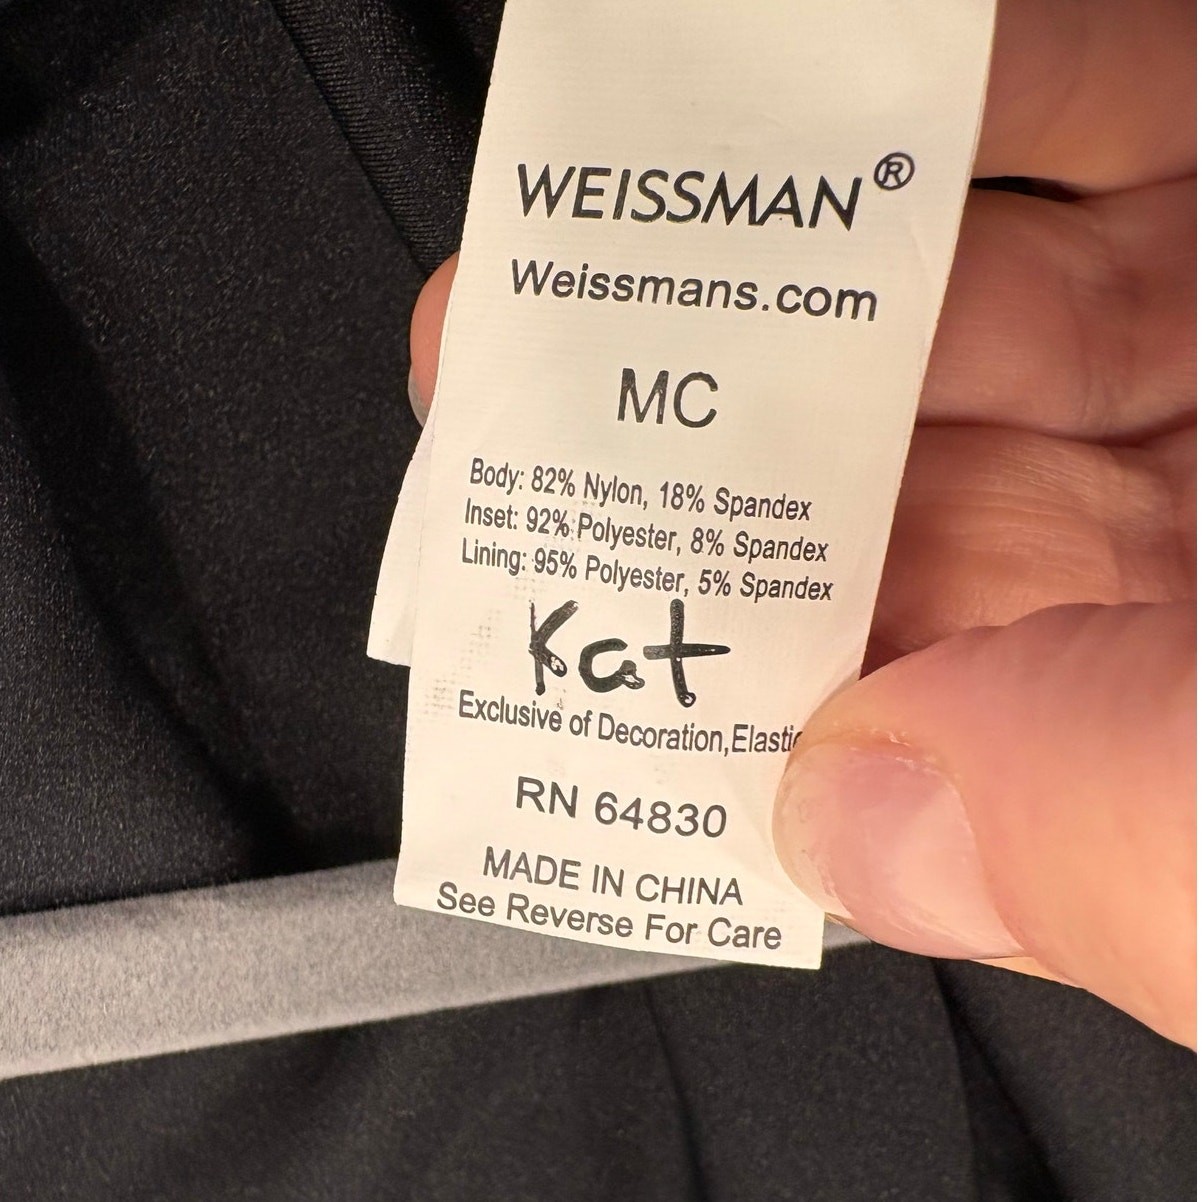 WEISSMAN®
Weissmans.com
MC
Body: 82% Nylon, 18% Spandex
Inset: 92% Polyester, 8% Spandex
Lining: 95% Polyester, 5% Spandex
Kat
Exclusive of Decoration,Elastic
RN 64830
MADE IN CHINA
See Reverse For Care